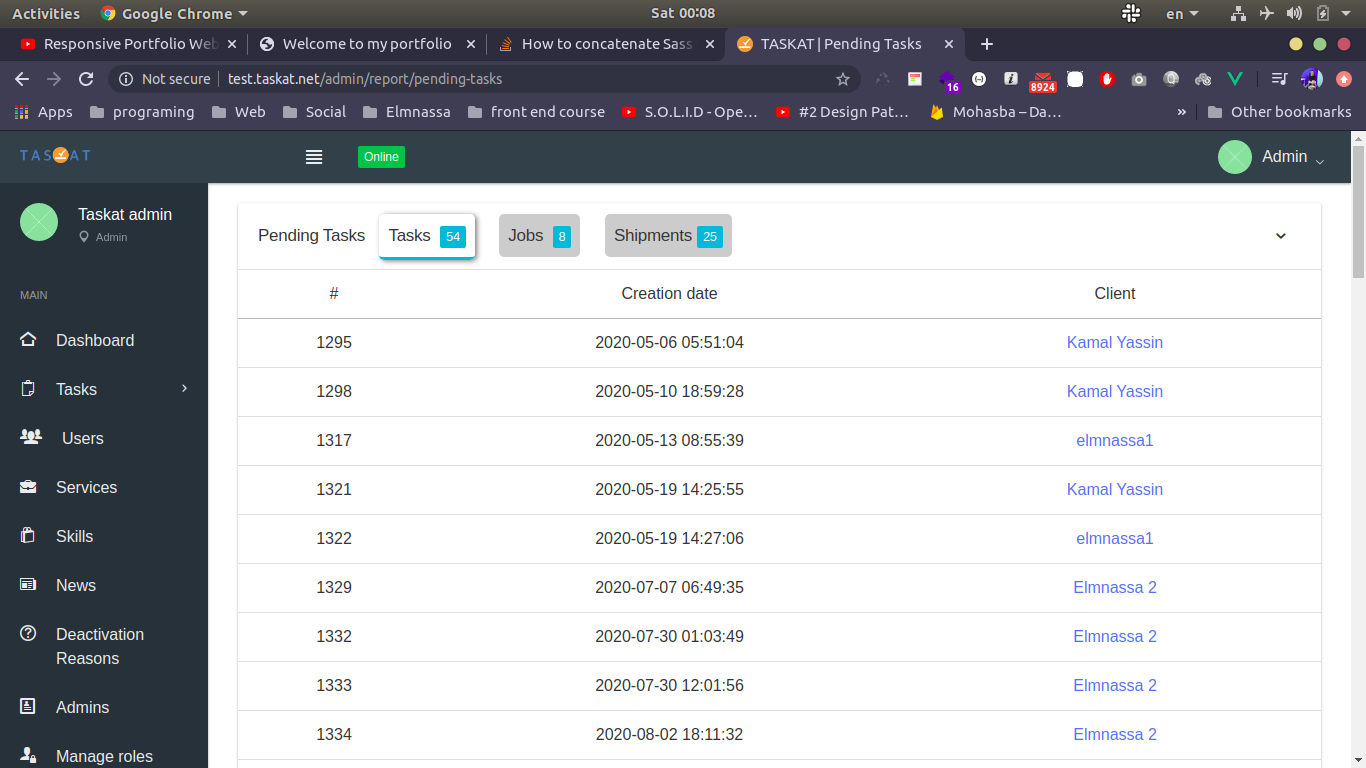 Activities Google Chrome Sat 00:08 en
Responsive Portfolio Web Welcome to my portfolio How to concatenate Sass TASKAT | Pending Tasks
Not secure test.taskat.net/admin/report/pending-tasks 16 8924
Apps programing Web Social Elmnassa front end course S.O.L.I.D - Ope… #2 Design Pat… Mohasba – Da… » Other bookmarks
TASKAT Online Admin
Taskat admin
Admin
Pending Tasks Tasks 54 Jobs 8 Shipments 25
MAIN
Dashboard
Tasks
Users
Services
Skills
News
Deactivation
Reasons
Admins
Manage roles
# Creation date Client
1295 2020-05-06 05:51:04 Kamal Yassin
1298 2020-05-10 18:59:28 Kamal Yassin
1317 2020-05-13 08:55:39 elmnassa1
1321 2020-05-19 14:25:55 Kamal Yassin
1322 2020-05-19 14:27:06 elmnassa1
1329 2020-07-07 06:49:35 Elmnassa 2
1332 2020-07-30 01:03:49 Elmnassa 2
1333 2020-07-30 12:01:56 Elmnassa 2
1334 2020-08-02 18:11:32 Elmnassa 2